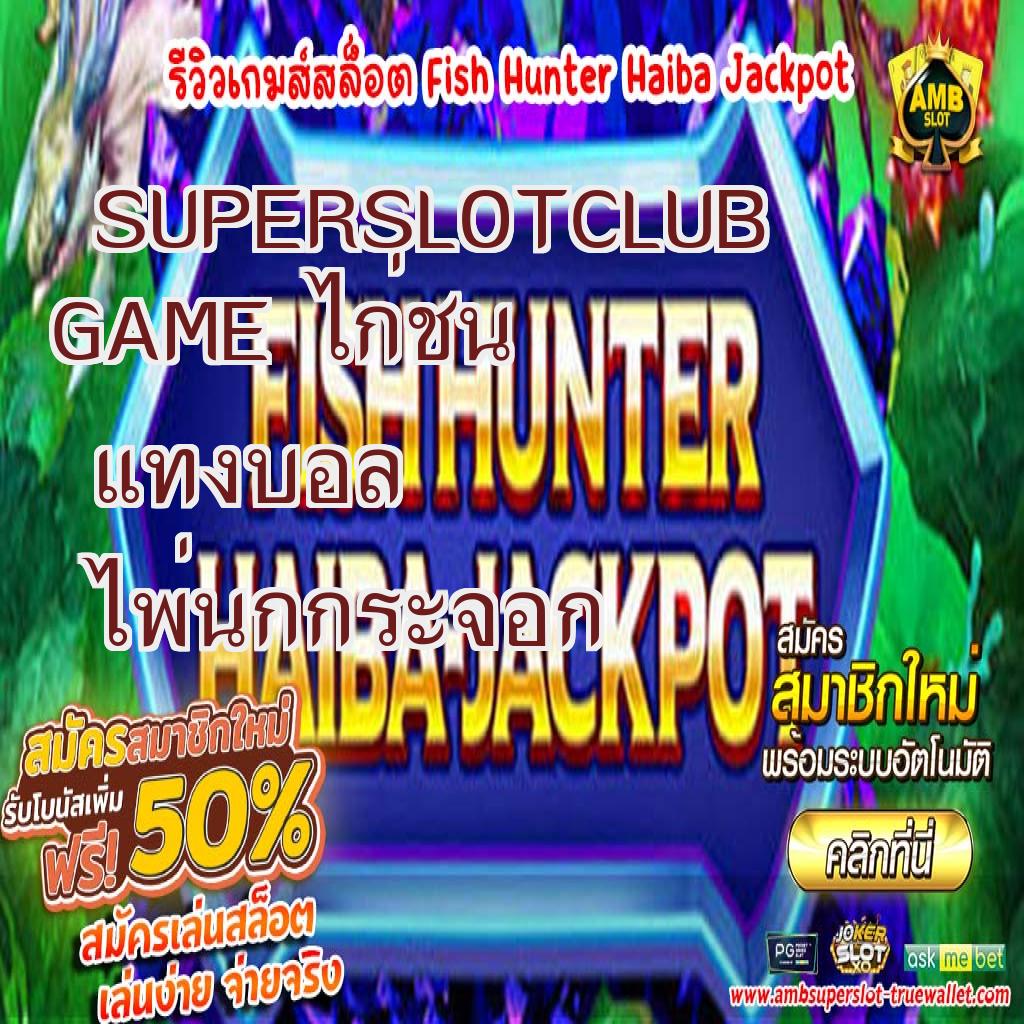 รีวิวเกมส์สล็อต Fish Hunter Haiba Jackpot
AMB
SLOT
SUPERSLOTCLUB
GAME ไก่ชน
FISH HUNTER
แทงบอล
ไพ่นกกระจอก
HAIBA JACKPOT
สมัคร
สมาชิกใหม่
พร้อมระบบอัตโนมัติ
คลิกที่นี่
สมัครสมาชิกใหม่
รับโบนัสเพิ่ม
ฟรี! 50%
สมัครเล่นสล็อต
เล่นง่าย จ่ายจริง
PG
JOKER
SLOT
XO
ask me bet
www.ambsuperslot-truewallet.com